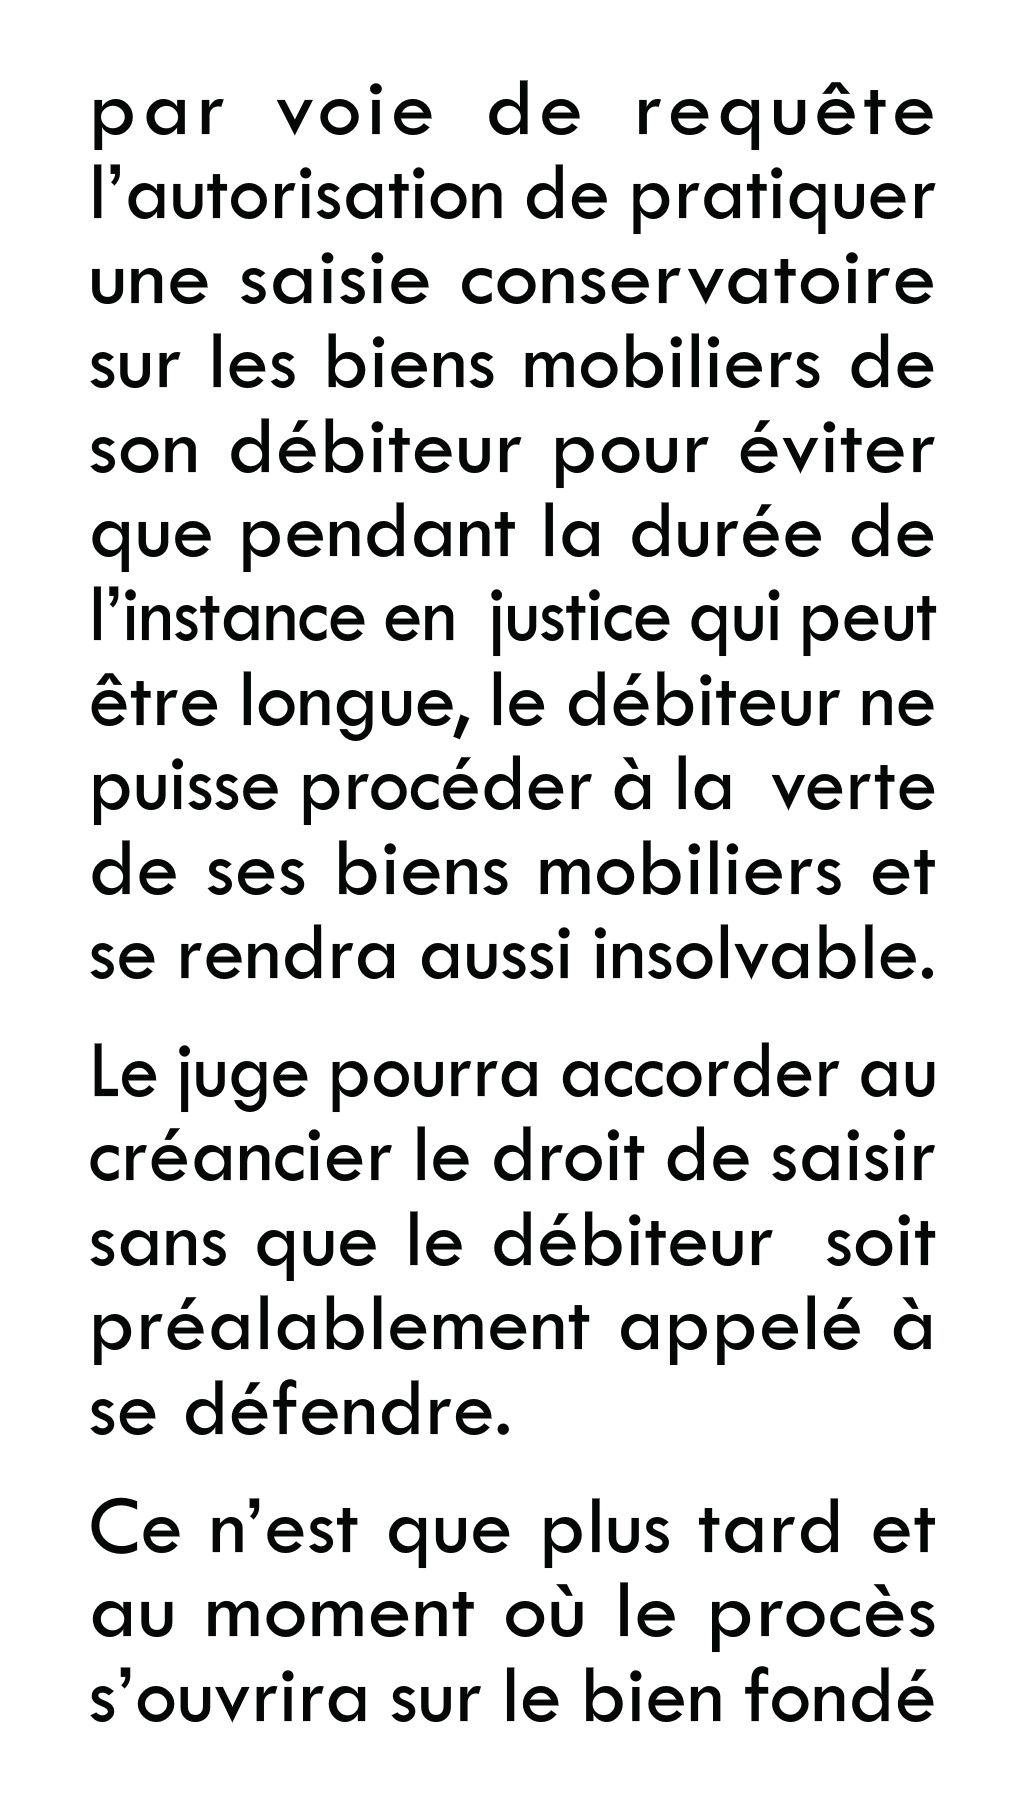 par voie de requête
l’autorisation de pratiquer
une saisie conservatoire
sur les biens mobiliers de
son débiteur pour éviter
que pendant la durée de
l’instance en justice qui peut
être longue, le débiteur ne
puisse procéder à la verte
de ses biens mobiliers et
se rendra aussi insolvable.
Le juge pourra accorder au
créancier le droit de saisir
sans que le débiteur soit
préalablement appelé à
se défendre.
Ce n’est que plus tard et
au moment où le procès
s’ouvrira sur le bien fondé